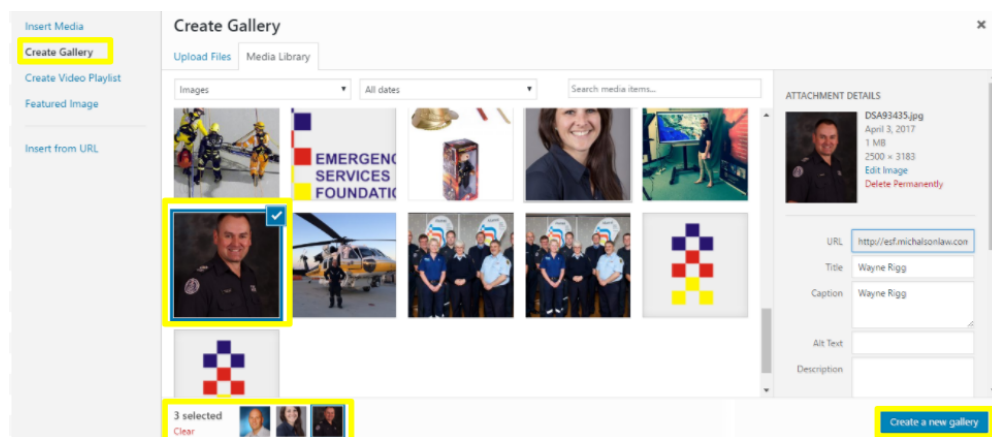 Insert Media
Create Gallery
Create Video Playlist
Featured Image
Insert from URL
Create Gallery
×
Upload Files
Media Library
Images
All dates
Search media items...
EMERGENC
SERVICES
FOUNDATIO
ATTACHMENT DETAILS
DSA93435.jpg
April 3, 2017
1 MB
2500 × 3183
Edit Image
Delete Permanently
URL http://esf.michalsonlaw.com
Title Wayne Rigg
Caption Wayne Rigg
Alt Text
Description
3 selected
Clear
Create a new gallery